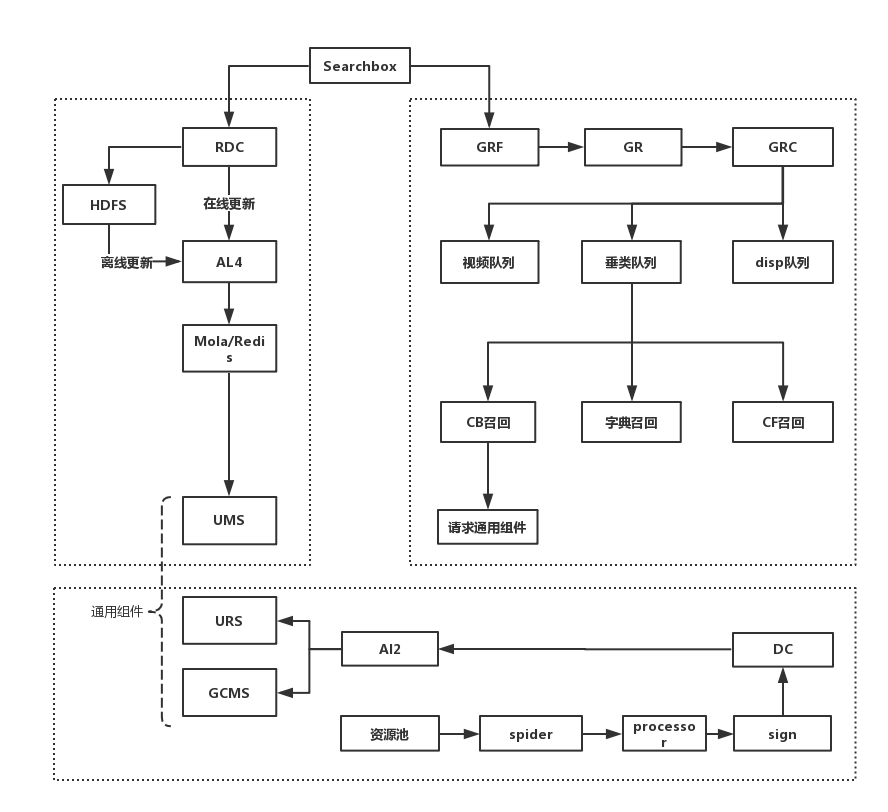 Searchbox
RDC
HDFS
在线更新
离线更新
AL4
Mola/Redi
s
UMS
GRF
GR
GRC
视频队列
垂类队列
disp队列
CB召回
字典召回
CF召回
请求通用组件
通用组件
URS
GCMS
AI2
DC
资源池
spider
processo
r
sign